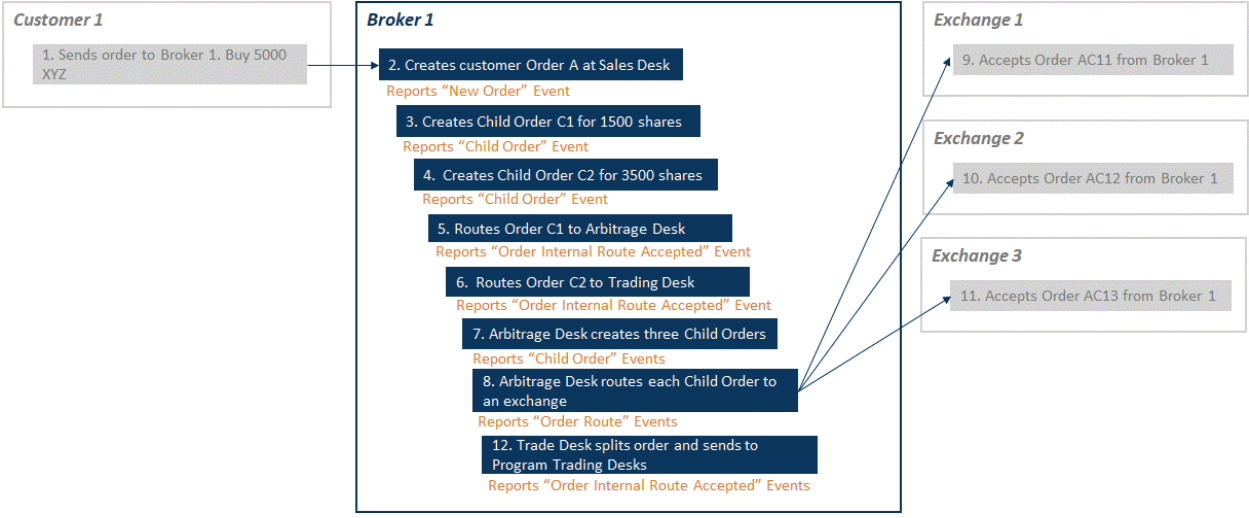 Customer 1
1. Sends order to Broker 1. Buy 5000
XYZ
Broker 1
2. Creates customer Order A at Sales Desk
Reports “New Order” Event
3. Creates Child Order C1 for 1500 shares
Reports “Child Order” Event
4. Creates Child Order C2 for 3500 shares
Reports “Child Order” Event
5. Routes Order C1 to Arbitrage Desk
Reports “Order Internal Route Accepted” Event
6. Routes Order C2 to Trading Desk
Reports “Order Internal Route Accepted” Event
7. Arbitrage Desk creates three Child Orders
Reports “Child Order” Events
8. Arbitrage Desk routes each Child Order to
an exchange
Reports “Order Route” Events
12. Trade Desk splits order and sends to
Program Trading Desks
Reports “Order Internal Route Accepted” Events
Exchange 1
9. Accepts Order AC11 from Broker 1
Exchange 2
10. Accepts Order AC12 from Broker 1
Exchange 3
11. Accepts Order AC13 from Broker 1